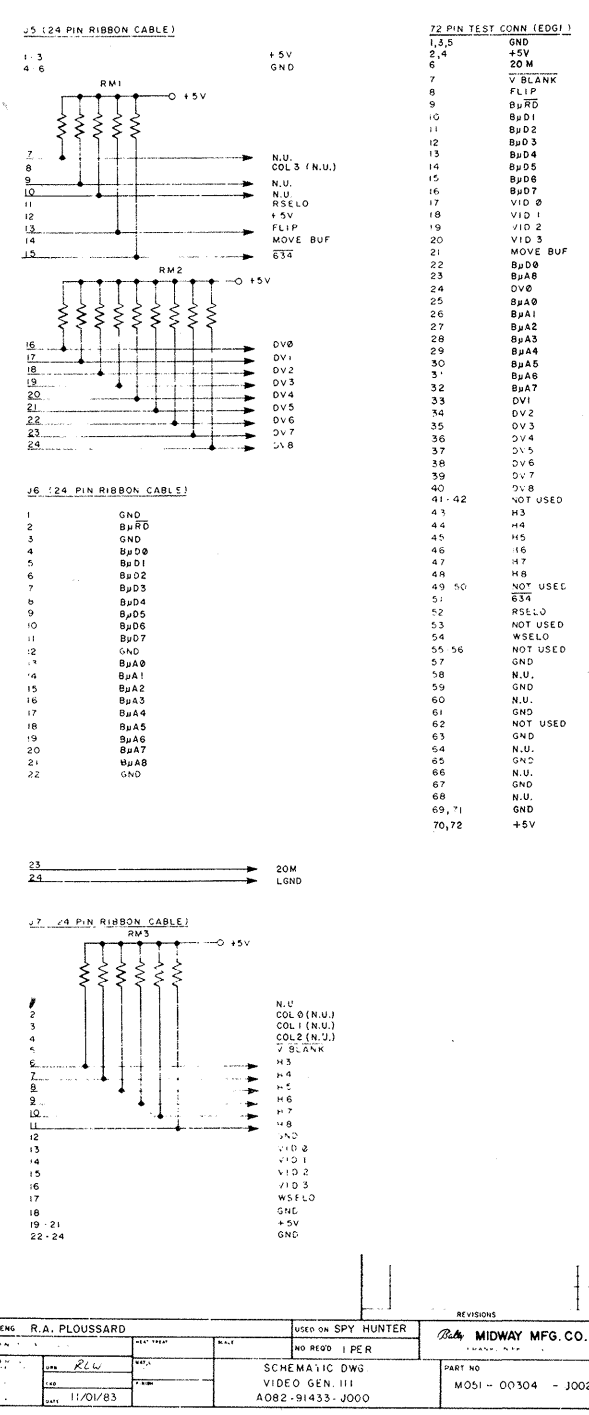 J5 (24 PIN RIBBON CABLE)
1-3 +5V
4-6 GND
RM1
+5V
7 N.U.
8 COL 3 (N.U.)
9 N.U.
10 N.U.
11 RSELO
12 +5V
13 FLIP
14 MOVE BUF
15 634
RM2
+5V
16 DVØ
17 DV1
18 DV2
19 DV3
20 DV4
21 DV5
22 DV6
23 DV7
24 DV8
J6 (24 PIN RIBBON CABLE)
1 GND
2 BμRD
3 GND
4 BμDØ
5 BμD1
6 BμD2
7 BμD3
8 BμD4
9 BμD5
10 BμD6
11 BμD7
12 GND
13 BμAØ
14 BμA1
15 BμA2
16 BμA3
17 BμA4
18 BμA5
19 BμA6
20 BμA7
21 BμA8
22 GND
23 20M
24 LGND
J7 (24 PIN RIBBON CABLE)
RM3
+5V
N.U
2 COL Ø (N.U.)
3 COL 1 (N.U.)
4 COL 2 (N.U.)
5 V BLANK
6 H3
7 H4
8 H5
9 H6
10 H7
11 H8
12 GND
13 VID Ø
14 VID 1
15 VID 2
16 VID 3
17 WSELO
18 GND
19-21 +5V
22-24 GND
72 PIN TEST CONN (EDGE)
1,3,5 GND
2,4 +5V
6 20 M
7 V BLANK
8 FLIP
9 BμRD
10 BμD1
11 BμD2
12 BμD3
13 BμD4
14 BμD5
15 BμD6
16 BμD7
17 VID Ø
18 VID 1
19 VID 2
20 VID 3
21 MOVE BUF
22 BμDØ
23 BμA8
24 DVØ
25 BμAØ
26 BμA1
27 BμA2
28 BμA3
29 BμA4
30 BμA5
31 BμA6
32 BμA7
33 DV1
34 DV2
35 DV3
36 DV4
37 DV5
38 DV6
39 DV7
40 DV8
41-42 NOT USED
43 H3
44 H4
45 H5
46 H6
47 H7
48 H8
49-50 NOT USED
51 634
52 RSELO
53 NOT USED
54 WSELO
55-56 NOT USED
57 GND
58 N.U.
59 GND
60 N.U.
61 GND
62 NOT USED
63 GND
64 N.U.
65 GND
66 N.U.
67 GND
68 N.U.
69,71 GND
70,72 +5V
REVISIONS
ENG R.A. PLOUSSARD
HEAT TREAT
SCALE
USED ON SPY HUNTER
NO REQ'D 1 PER
Bally MIDWAY MFG. CO.
DRN RLW
MAT'L
CKD
FINISH
DATE 11/01/83
SCHEMATIC DWG
VIDEO GEN. III
A082-91433-J000
PART NO
M051-00304-J002